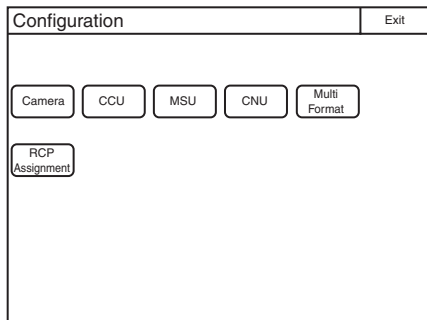 Configuration
Exit
Camera
CCU
MSU
CNU
Multi
Format
RCP
Assignment